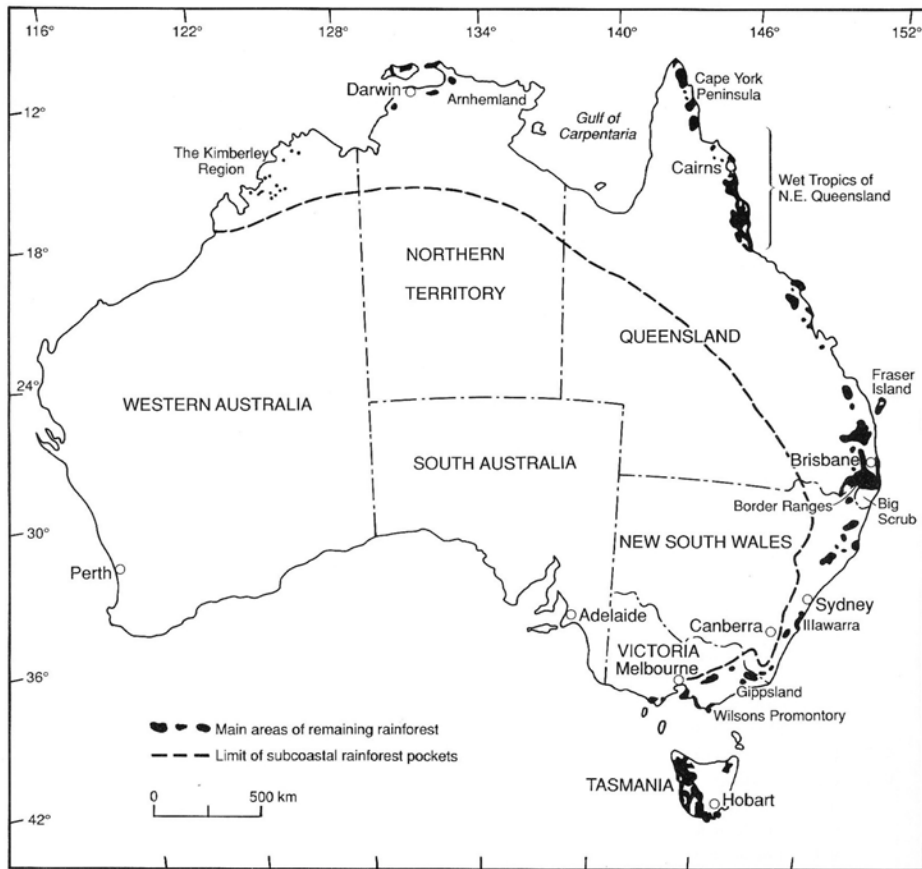 116° 122° 128° 134° 140° 146° 152°
12°
18°
24°
30°
36°
42°
Darwin
Arnhemland
Gulf of
Carpentaria
Cape York
Peninsula
The Kimberley
Region
Cairns
Wet Tropics of
N.E. Queensland
NORTHERN
TERRITORY
QUEENSLAND
Fraser
Island
WESTERN AUSTRALIA
SOUTH AUSTRALIA
Brisbane
Border Ranges
Big
Scrub
NEW SOUTH WALES
Perth
Adelaide
Sydney
Canberra
Illawarra
VICTORIA
Melbourne
Gippsland
Wilsons Promontory
Main areas of remaining rainforest
Limit of subcoastal rainforest pockets
0 500 km
TASMANIA
Hobart